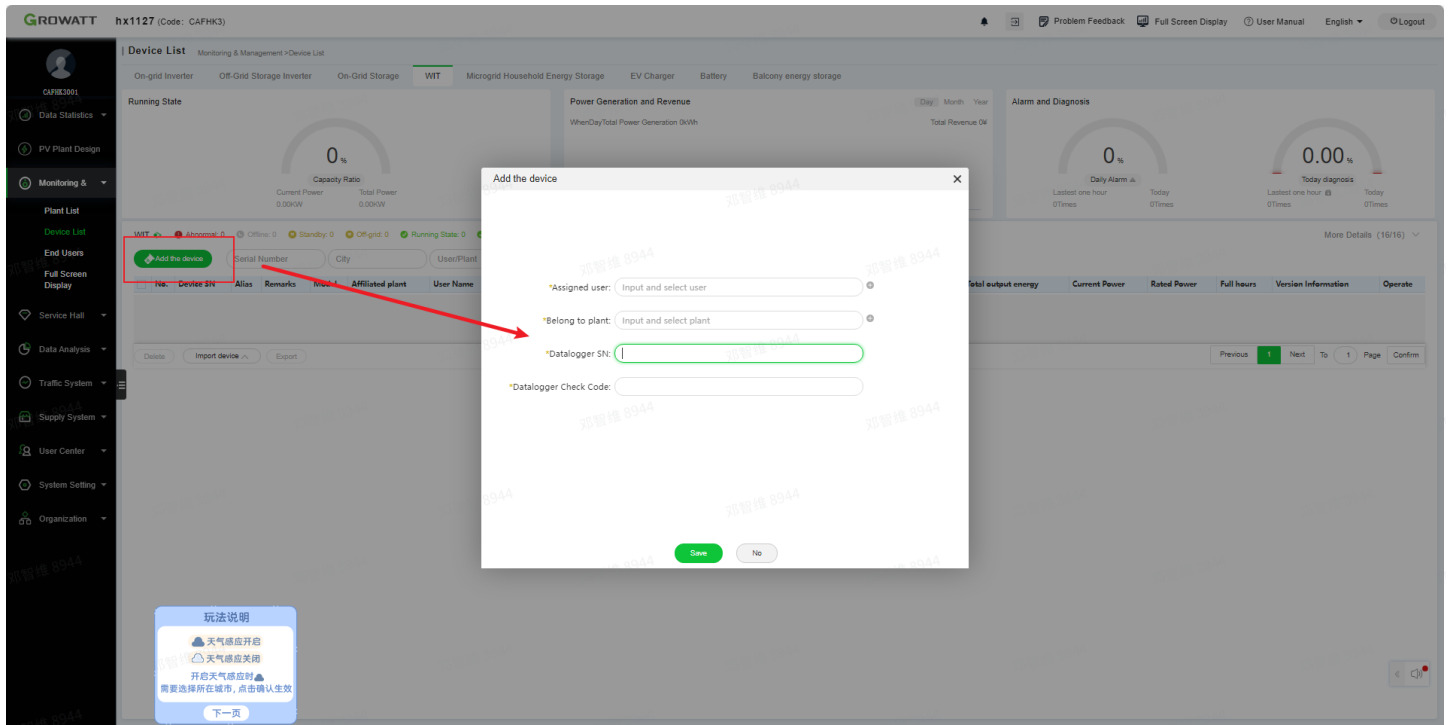 GROWATT hx1127 (Code: CAFHK3) Problem Feedback Full Screen Display User Manual English Logout
CAFHK3001
Data Statistics
PV Plant Design
Monitoring &
Plant List
Device List
End Users
Full Screen
Display
Service Hall
Data Analysis
Traffic System
Supply System
User Center
System Setting
Organization
Device List Monitoring & Management >Device List
On-grid Inverter Off-Grid Storage Inverter On-Grid Storage WIT Microgrid Household Energy Storage EV Charger Battery Balcony energy storage
Running State
0 %
Capacity Ratio
Current Power Total Power
0.00KW 0.00KW
Power Generation and Revenue Day Month Year
WhenDayTotal Power Generation 0kWh Total Revenue 0¥
Alarm and Diagnosis
0 % 0.00 %
Daily Alarm Today diagnosis
Lastest one hour Today Lastest one hour Today
0Times 0Times 0Times 0Times
WIT: Abnormal: 0 Offline: 0 Standby: 0 Off-grid: 0 Running State: 0 More Details (16/16)
Add the device Serial Number City User/Plant
No. Device SN Alias Remarks Model Affiliated plant User Name Total output energy Current Power Rated Power Full hours Version Information Operate
Delete Import device Export Previous 1 Next To 1 Page Confirm
Add the device
*Assigned user: Input and select user
*Belong to plant: Input and select plant
*Datalogger SN:
*Datalogger Check Code:
Save No
邓智维 8944
玩法说明
天气感应开启
天气感应关闭
开启天气感应时
需要选择所在城市，点击确认生效
下一页